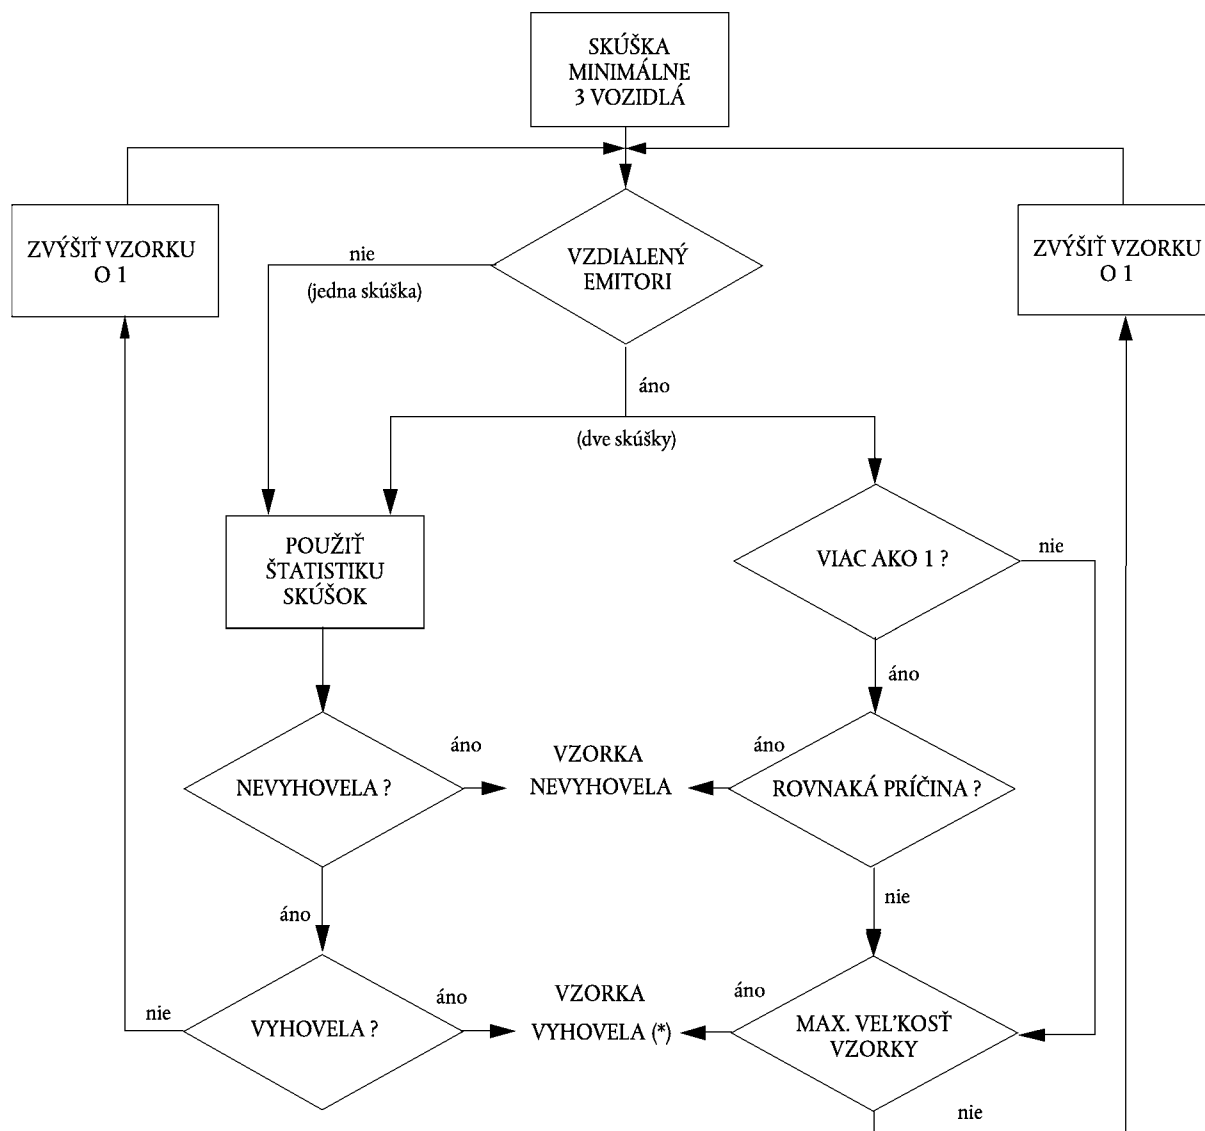 SKÚŠKA
MINIMÁLNE
3 VOZIDLÁ
ZVÝŠIŤ VZORKU
O 1
nie
(jedna skúška)
VZDIALENÝ
EMITORI
ZVÝŠIŤ VZORKU
O 1
áno
(dve skúšky)
POUŽIŤ
ŠTATISTIKU
SKÚŠOK
VIAC AKO 1 ?
nie
áno
NEVYHOVELA ?
áno
VZORKA
NEVYHOVELA
áno
ROVNAKÁ PRÍČINA ?
áno
nie
nie
VYHOVELA ?
áno
VZORKA
VYHOVELA (*)
áno
MAX. VEĽKOSŤ
VZORKY
nie